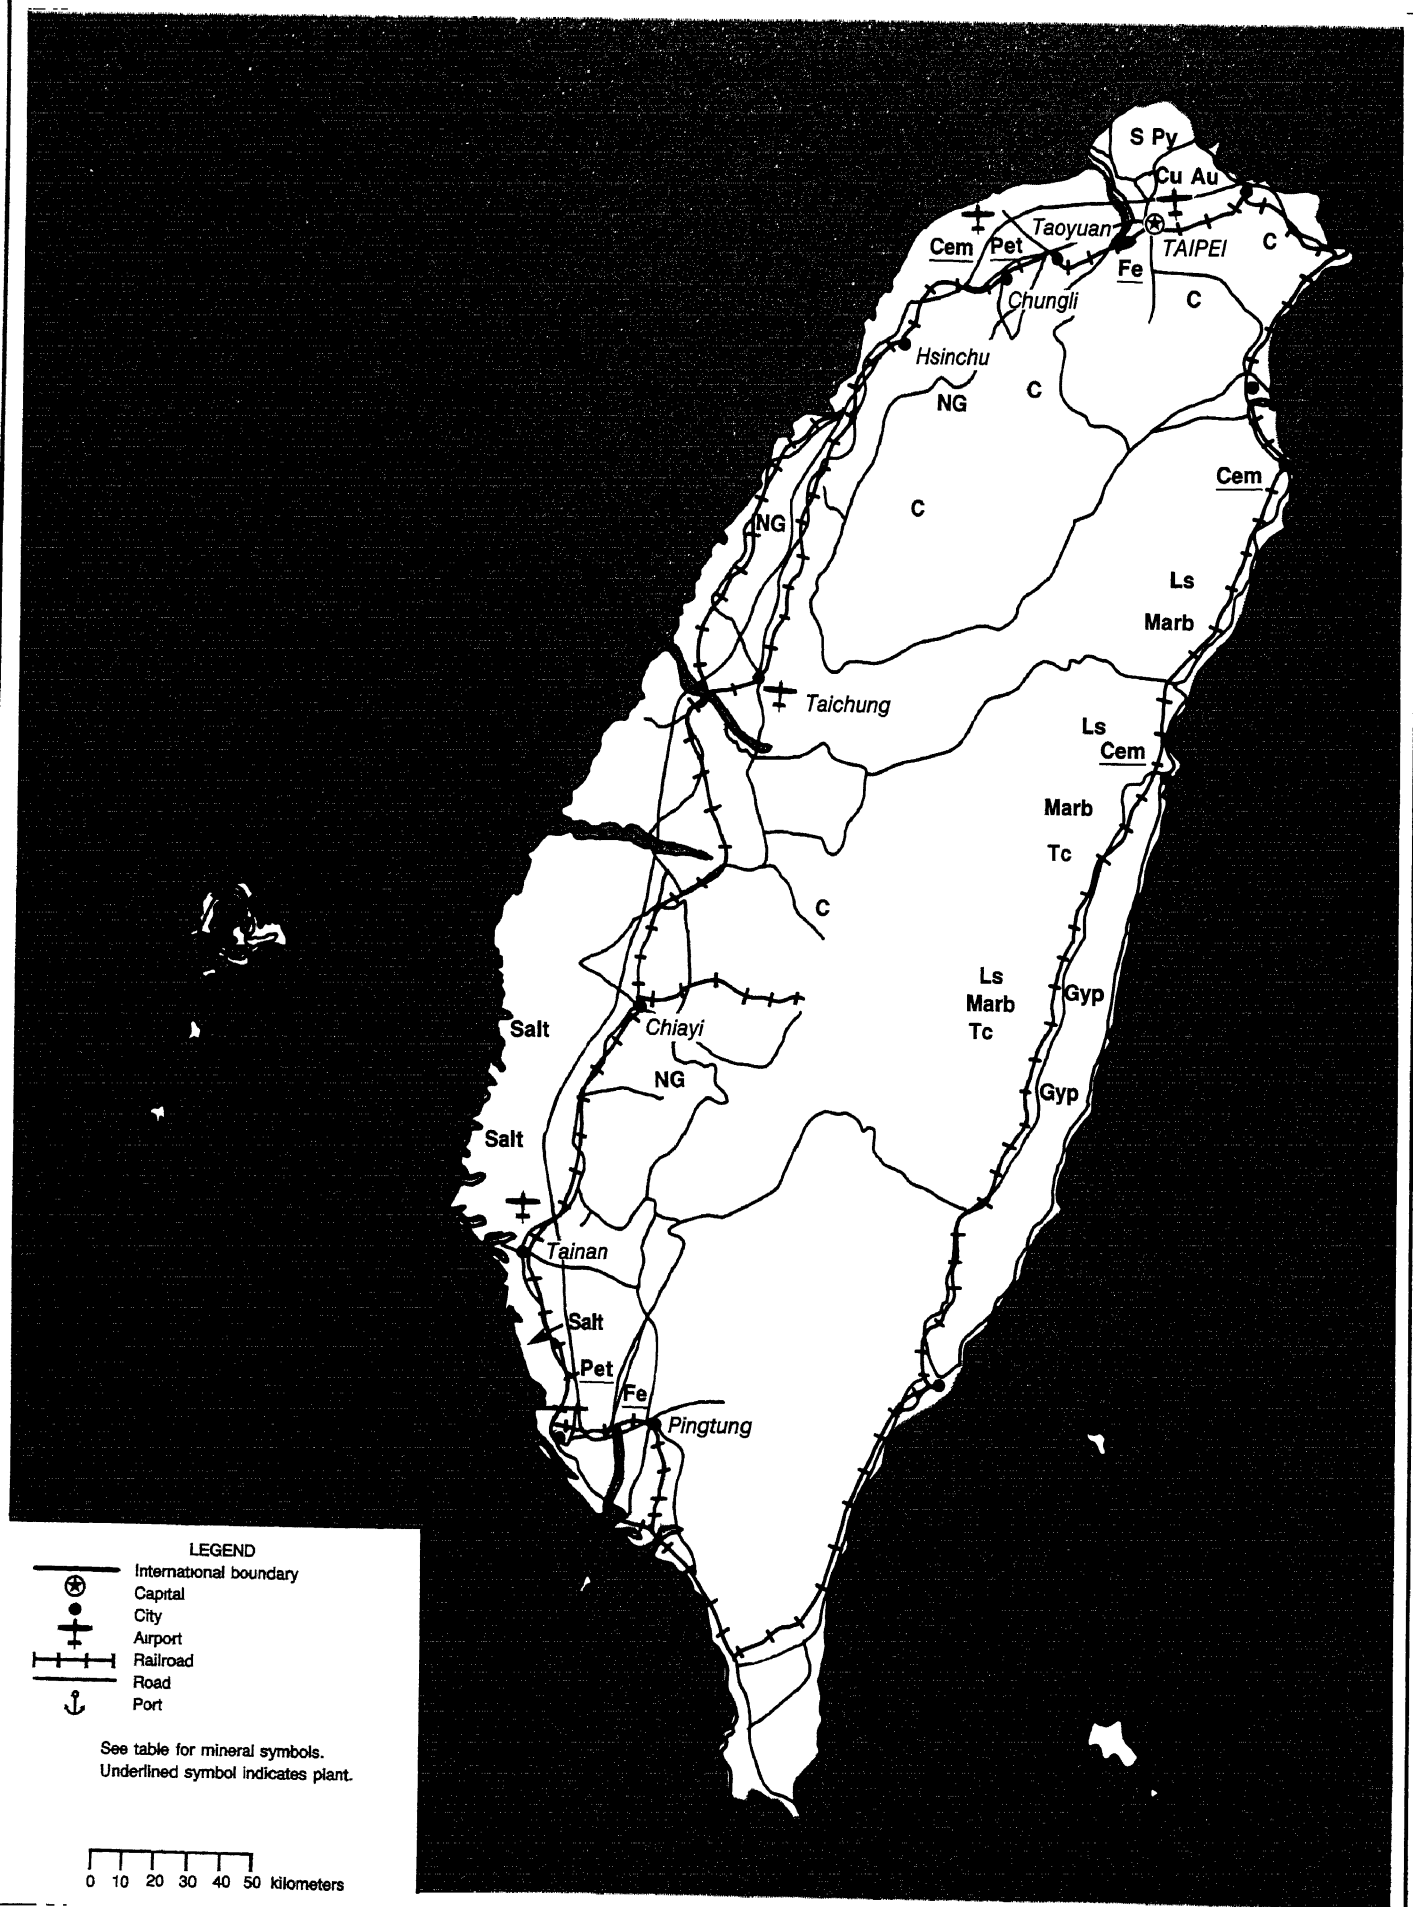 S Py
Cu Au
Taoyuan
TAIPEI
C
Cem Pet
Fe
Chungli
C
Hsinchu
C
NG
Cem
C
NG
Ls
Marb
Taichung
Ls
Cem
Marb
Tc
C
Ls
Gyp
Marb
Salt
Chiayi
Tc
NG
Gyp
Salt
Tainan
Salt
Pet
Fe
Pingtung
LEGEND
International boundary
Capital
City
Airport
Railroad
Road
Port
See table for mineral symbols.
Underlined symbol indicates plant.
0 10 20 30 40 50 kilometers